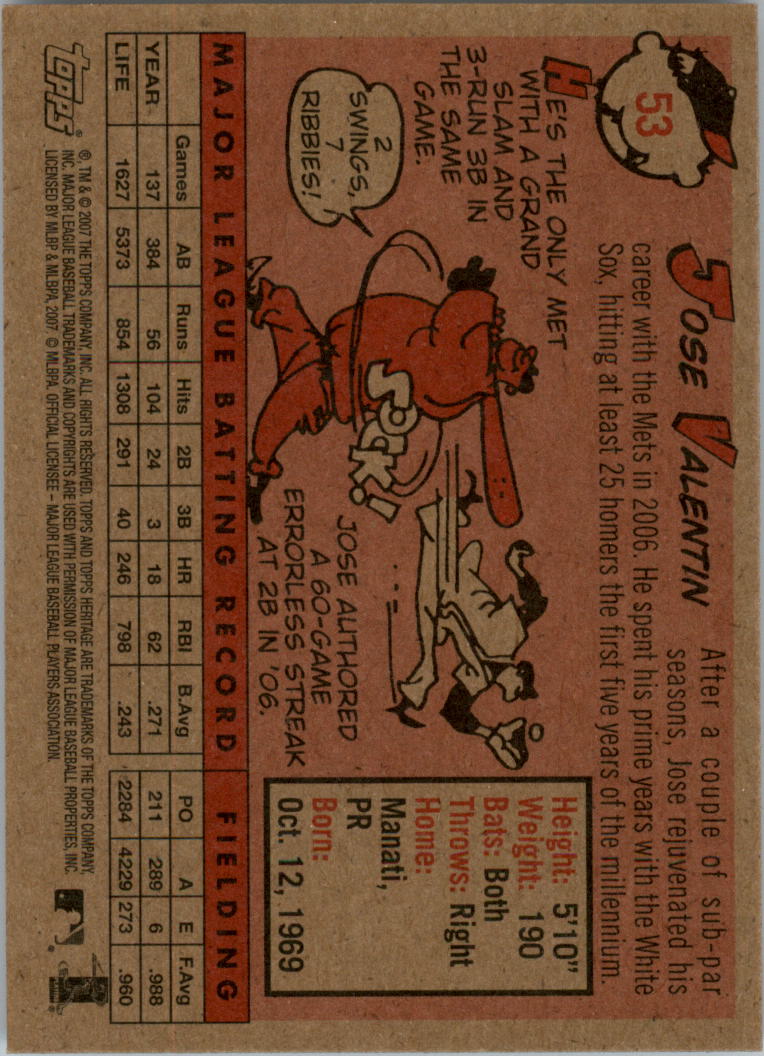 53
JOSE VALENTIN
After a couple of sub-par
seasons, Jose rejuvenated his
career with the Mets in 2006. He spent his prime years with the White
Sox, hitting at least 25 homers the first five years of the millennium.
HE'S THE ONLY MET
WITH A GRAND
SLAM AND
3-RUN 3B IN
THE SAME
GAME.
2
SWINGS,
7
RIBBIES!
SOCK!
JOSE AUTHORED
A 60-GAME
ERRORLESS STREAK
AT 2B IN '06.
Height: 5'10"
Weight: 190
Bats: Both
Throws: Right
Home:
Manati,
PR
Born:
Oct. 12, 1969
MAJOR LEAGUE BATTING RECORD FIELDING
Games AB Runs Hits 2B 3B HR RBI B.Avg PO A E F.Avg
YEAR 137 384 56 104 24 3 18 62 .271 211 289 6 .988
LIFE 1627 5373 854 1308 291 40 246 798 .243 2284 4229 273 .960
Topps®
®, TM & © 2007 THE TOPPS COMPANY, INC. ALL RIGHTS RESERVED. TOPPS AND TOPPS HERITAGE ARE TRADEMARKS OF THE TOPPS COMPANY,
INC. MAJOR LEAGUE BASEBALL TRADEMARKS AND COPYRIGHTS ARE USED WITH PERMISSION OF MAJOR LEAGUE BASEBALL PROPERTIES, INC.
LICENSED BY MLBP & MLBPA, 2007. © MLBPA. OFFICIAL LICENSEE – MAJOR LEAGUE BASEBALL PLAYERS ASSOCIATION.